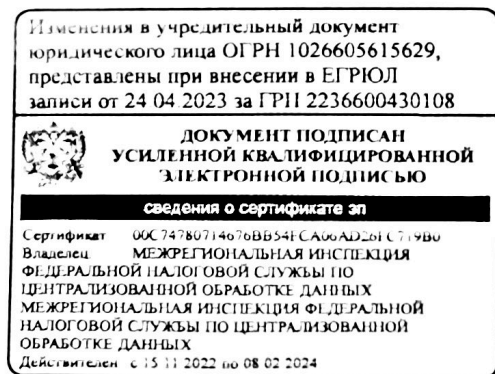 Изменения в учредительный документ
юридического лица ОГРН 1026605615629,
представлены при внесении в ЕГРЮЛ
записи от 24 04 2023 за ГРН 2236600430108
ДОКУМЕНТ ПОДПИСАН
УСИЛЕННОЙ КВАЛИФИЦИРОВАННОЙ
ЭЛЕКТРОННОЙ ПОДПИСЬЮ
сведения о сертификате эп
Сертификат
Владелец МЕЖРЕГИОНАЛЬНАЯ ИНСПЕКЦИЯ
ФЕДЕРАЛЬНОЙ НАЛОГОВОЙ СЛУЖБЫ ПО
ЦЕНТРАЛИЗОВАННОЙ ОБРАБОТКЕ ДАННЫХ
МЕЖРЕГИОНАЛЬНАЯ ИНСПЕКЦИЯ ФЕДЕРАЛЬНОЙ
НАЛОГОВОЙ СЛУЖБЫ ПО ЦЕНТРАЛИЗОВАННОЙ
ОБРАБОТКЕ ДАННЫХ
Действителен с 15 11 2022 по 08 02 2024